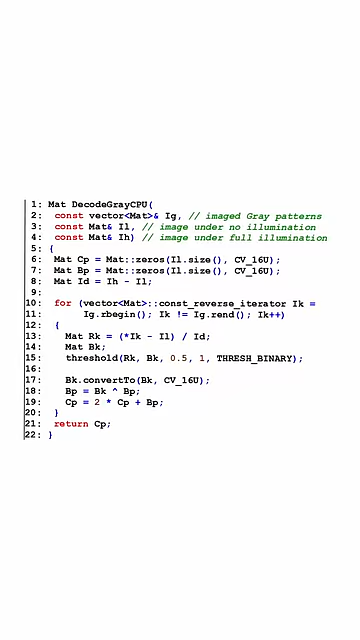 1: Mat DecodeGrayCPU(
2: const vector<Mat>& Ig, // imaged Gray patterns
3: const Mat& Il, // image under no illumination
4: const Mat& Ih) // image under full illumination
5: {
6: Mat Cp = Mat::zeros(Il.size(), CV_16U);
7: Mat Bp = Mat::zeros(Il.size(), CV_16U);
8: Mat Id = Ih - Il;
9:
10: for (vector<Mat>::const_reverse_iterator Ik =
11: Ig.rbegin(); Ik != Ig.rend(); Ik++)
12: {
13: Mat Rk = (*Ik - Il) / Id;
14: Mat Bk;
15: threshold(Rk, Bk, 0.5, 1, THRESH_BINARY);
16:
17: Bk.convertTo(Bk, CV_16U);
18: Bp = Bk ^ Bp;
19: Cp = 2 * Cp + Bp;
20: }
21: return Cp;
22: }